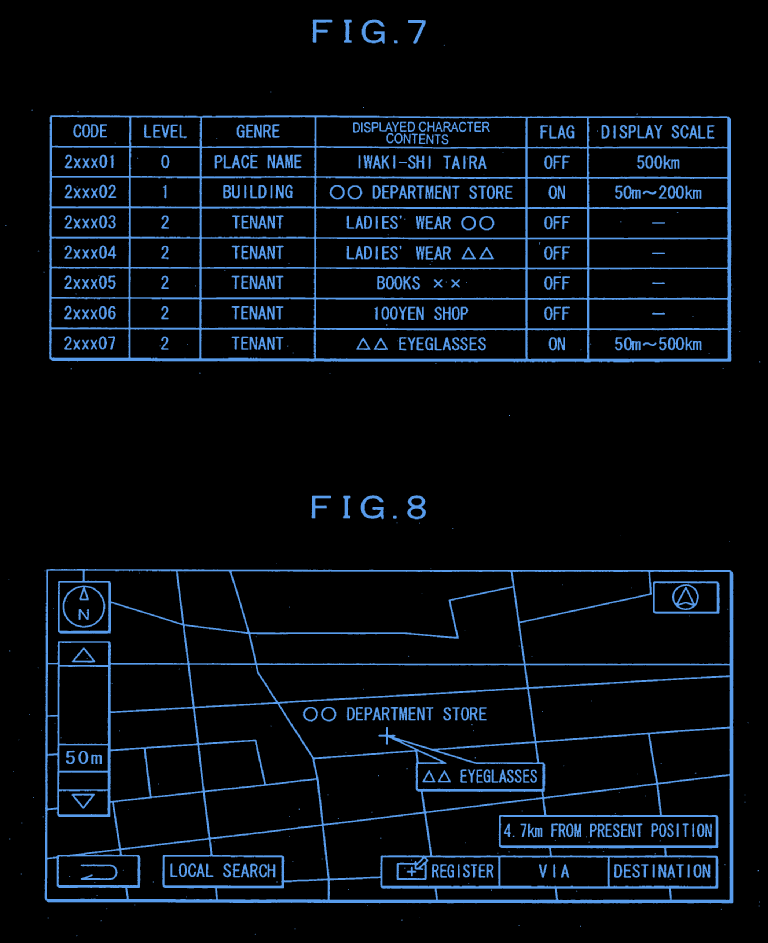 FIG.7
CODE LEVEL GENRE DISPLAYED CHARACTER CONTENTS FLAG DISPLAY SCALE
2xxx01 0 PLACE NAME IWAKI-SHI TAIRA OFF 500km
2xxx02 1 BUILDING ○○ DEPARTMENT STORE ON 50m~200km
2xxx03 2 TENANT LADIES' WEAR ○○ OFF —
2xxx04 2 TENANT LADIES' WEAR △△ OFF —
2xxx05 2 TENANT BOOKS ×× OFF —
2xxx06 2 TENANT 100YEN SHOP OFF —
2xxx07 2 TENANT △△ EYEGLASSES ON 50m~500km
FIG.8
N
○○ DEPARTMENT STORE
50m
△△ EYEGLASSES
4.7km FROM PRESENT POSITION
LOCAL SEARCH REGISTER VIA DESTINATION